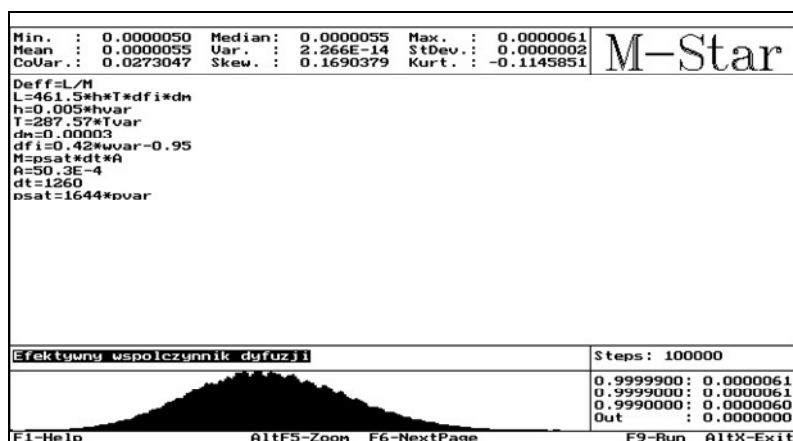 Min. : 0.0000050 Median: 0.0000055 Max. : 0.0000061
Mean : 0.0000055 Var. : 2.266E-14 StDev.: 0.0000002
CoVar.: 0.0273047 Skew. : 0.1690379 Kurt. : -0.1145851
M-Star
Deff=L/M
L=461.5*h*T*dfi*dm
h=0.005*hvar
T=287.57*Tvar
dm=0.00003
dfi=0.42*wvar-0.95
M=psat*dt*A
A=50.3E-4
dt=1260
psat=1644*pvar
Efektywny wspolczynnik dyfuzji
Steps: 100000
0.9999900: 0.0000061
0.9999000: 0.0000061
0.9990000: 0.0000060
Out : 0.0000000
F1-Help AltF5-Zoom F6-NextPage F9-Run AltX-Exit